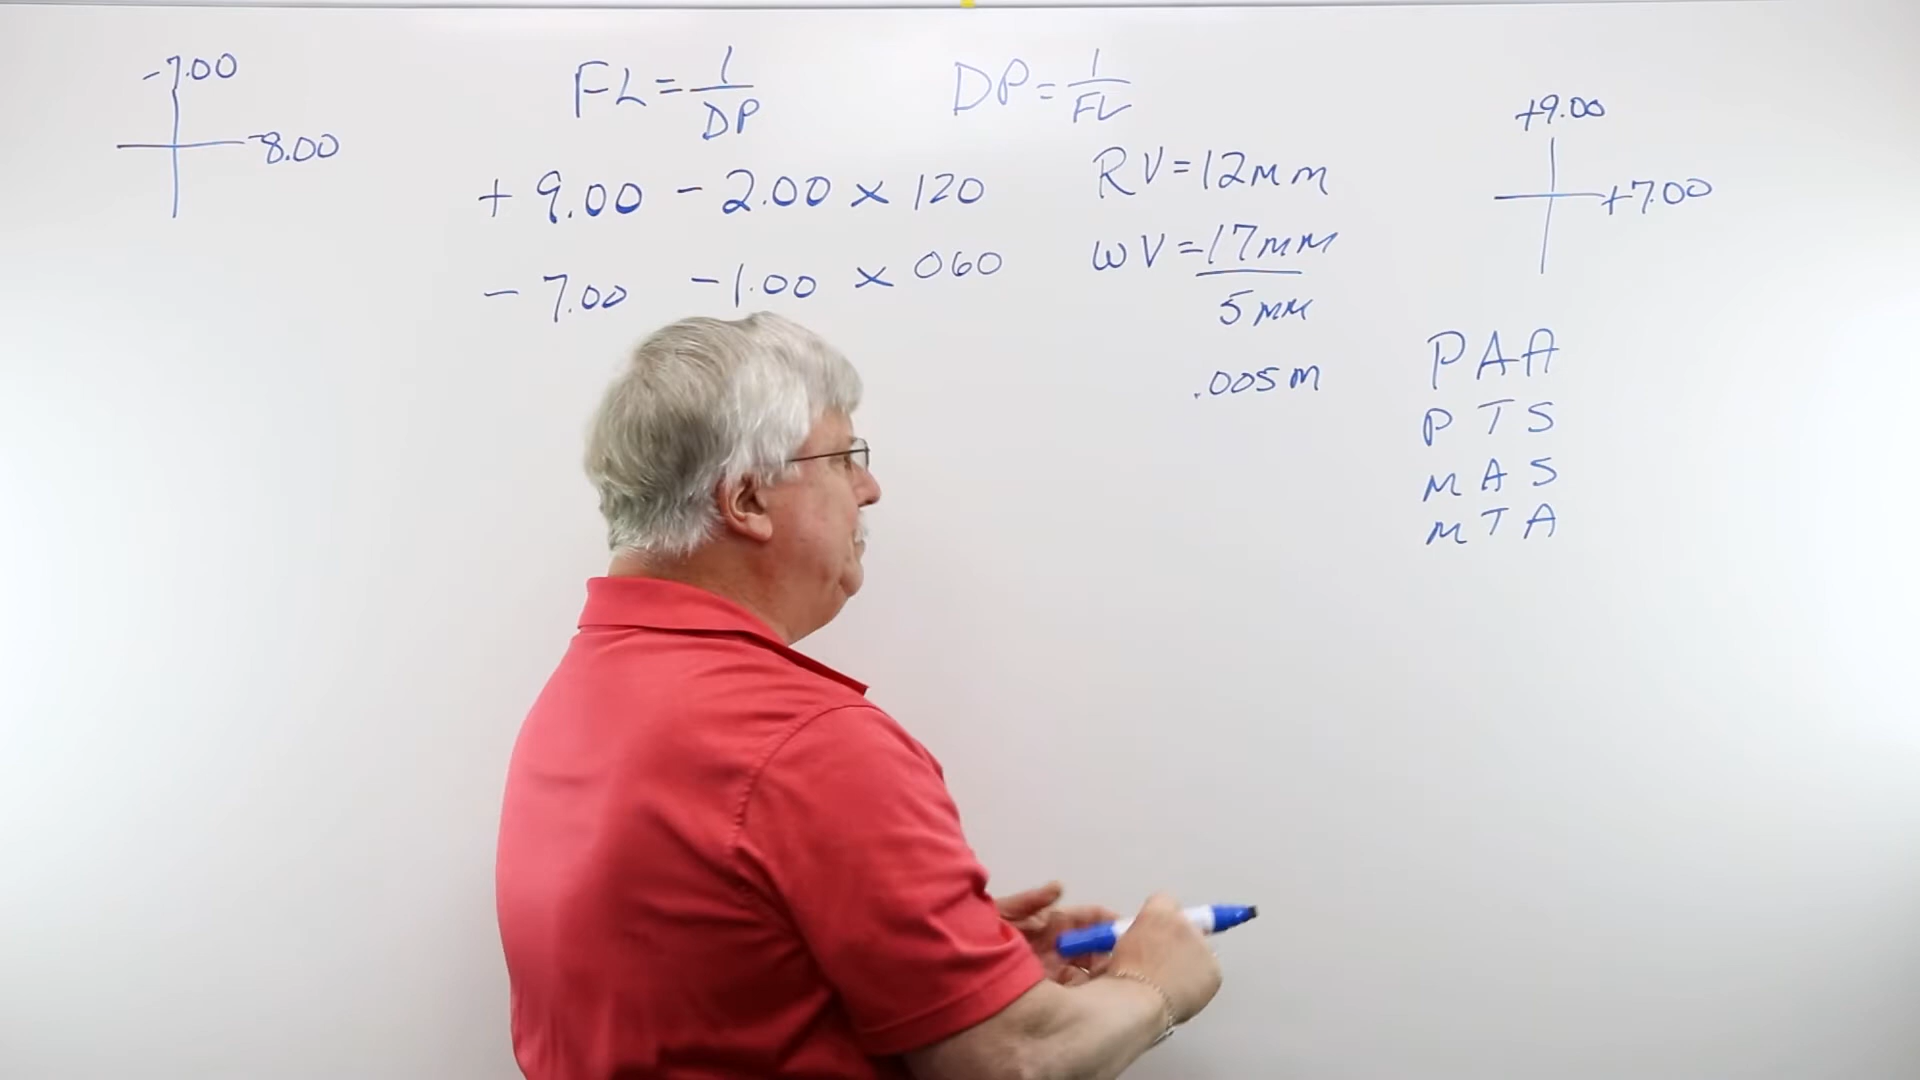 -7.00
-8.00
FL = 1/DP
DP = 1/FL
+ 9.00 - 2.00 x 120
- 7.00 - 1.00 x 060
RV = 12mm
WV = 17mm
5mm
.005m
+9.00
+7.00
PAA
PTS
MAS
MTA